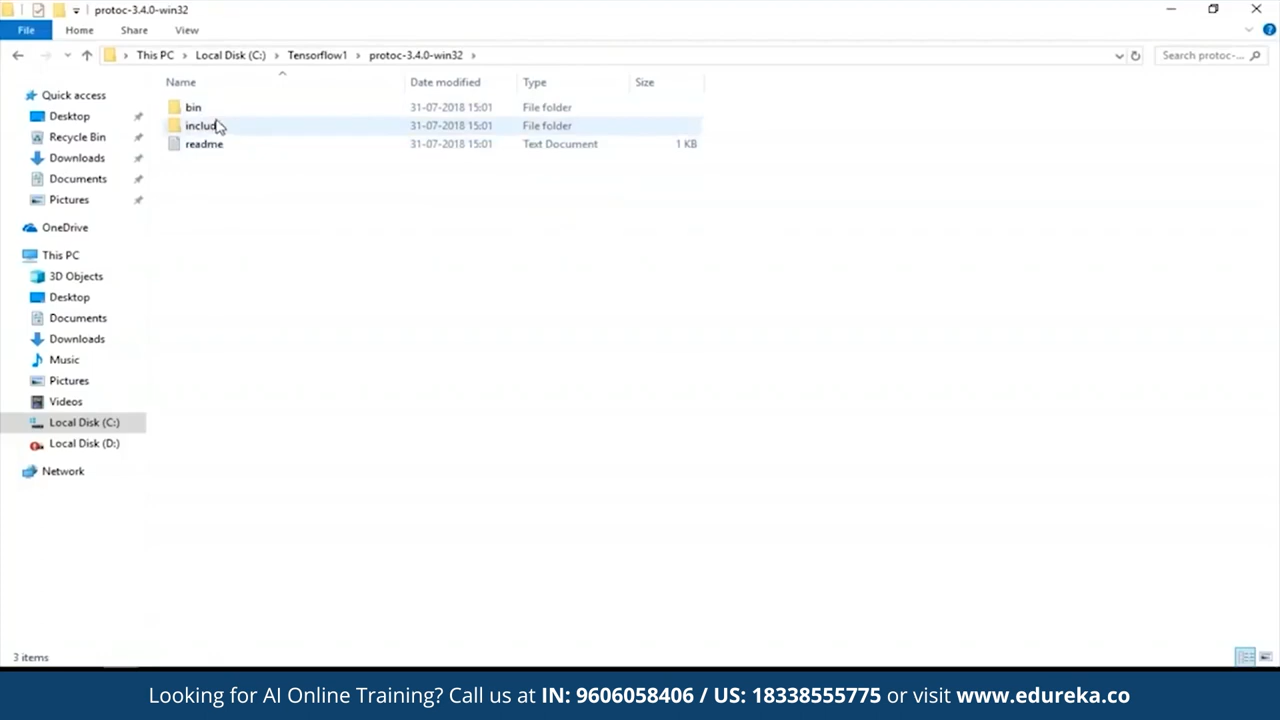 protoc-3.4.0-win32
File Home Share View
This PC Local Disk (C:) Tensorflow1 protoc-3.4.0-win32
Search protoc-...
Name Date modified Type Size
bin 31-07-2018 15:01 File folder
includ 31-07-2018 15:01 File folder
readme 31-07-2018 15:01 Text Document 1 KB
Quick access
Desktop
Recycle Bin
Downloads
Documents
Pictures
OneDrive
This PC
3D Objects
Desktop
Documents
Downloads
Music
Pictures
Videos
Local Disk (C:)
Local Disk (D:)
Network
3 items
Looking for AI Online Training? Call us at IN: 9606058406 / US: 18338555775 or visit www.edureka.co